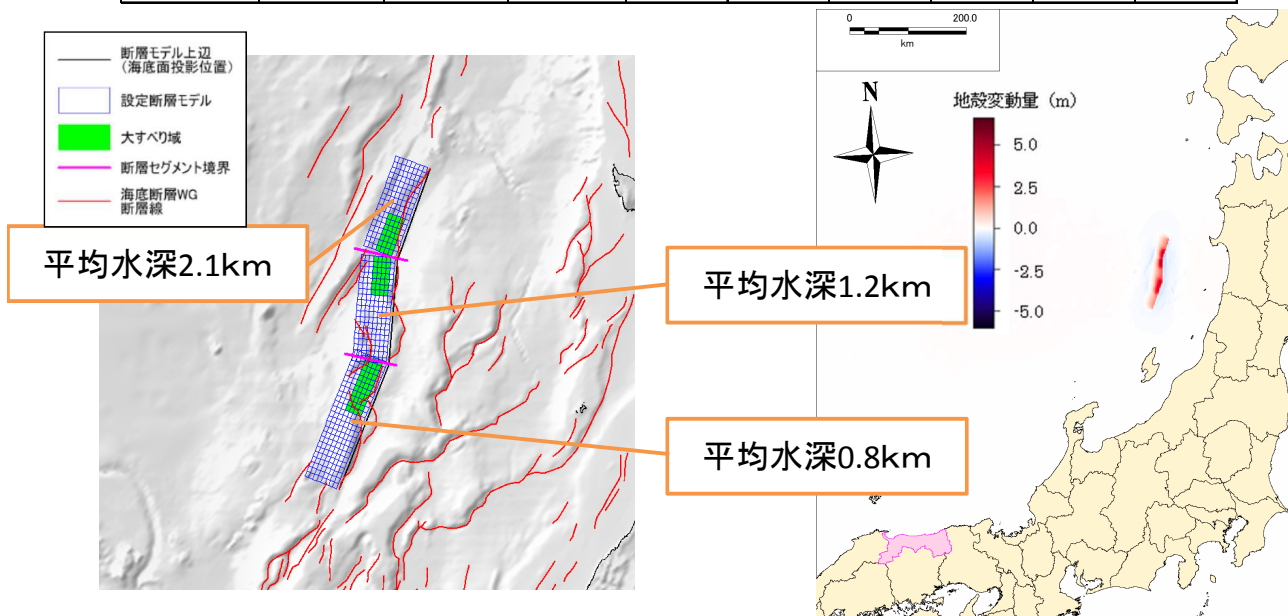 断層モデル上辺
（海底面投影位置）
設定断層モデル
大すべり域
断層セグメント境界
海底断層WG
断層線
平均水深2.1km
平均水深1.2km
平均水深0.8km
0 200.0
km
N
地殻変動量 (m)
5.0
2.5
0.0
-2.5
-5.0